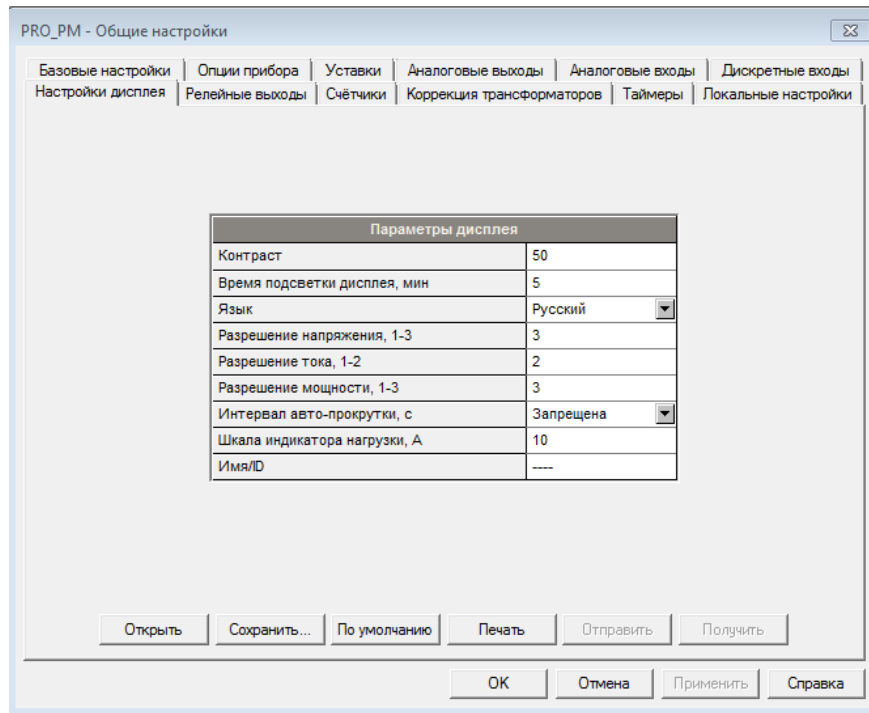 PRO_PM - Общие настройки
Базовые настройки Опции прибора Уставки Аналоговые выходы Аналоговые входы Дискретные входы
Настройки дисплея Релейные выходы Счётчики Коррекция трансформаторов Таймеры Локальные настройки
Параметры дисплея
Контраст 50
Время подсветки дисплея, мин 5
Язык Русский
Разрешение напряжения, 1-3 3
Разрешение тока, 1-2 2
Разрешение мощности, 1-3 3
Интервал авто-прокрутки, с Запрещена
Шкала индикатора нагрузки, А 10
Имя/ID ----
Открыть Сохранить... По умолчанию Печать Отправить Получить
OK Отмена Применить Справка